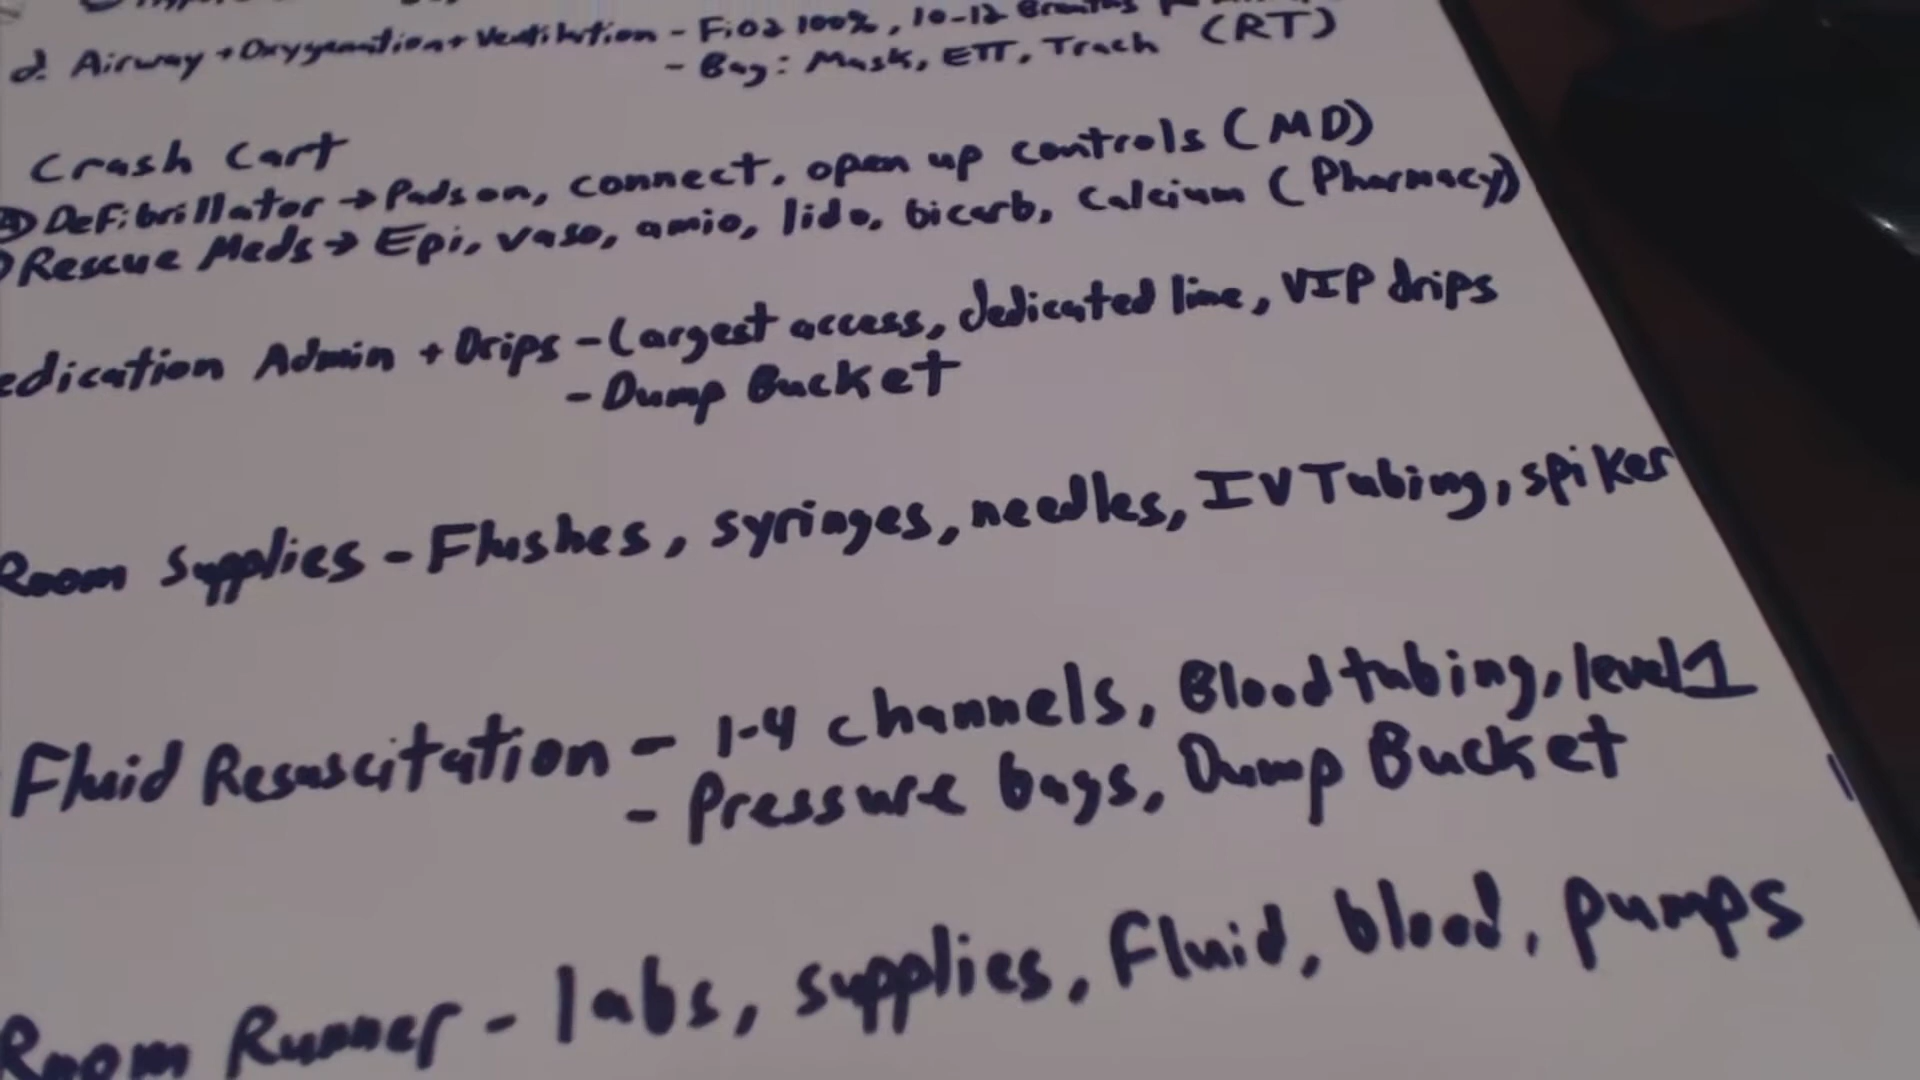 2. Airway + Oxygenation + Ventilation - FiO2 100%, 10-12 Breaths
- Bag: Mask, ETT, Trach (RT)
Crash Cart
DeFibrillator → Pads on, connect, open up controls (MD)
Rescue Meds → Epi, vaso, amio, lido, bicarb, calcium (Pharmacy)
edication Admin + Drips - Largest access, dedicated line, VIP drips
- Dump Bucket
Room Supplies - Flushes, syringes, needles, IV Tubing, spikes
Fluid Resuscitation - 1-4 channels, Blood tubing, level 1
- Pressure bags, Dump Bucket
Room Runner - labs, supplies, Fluid, blood, pumps